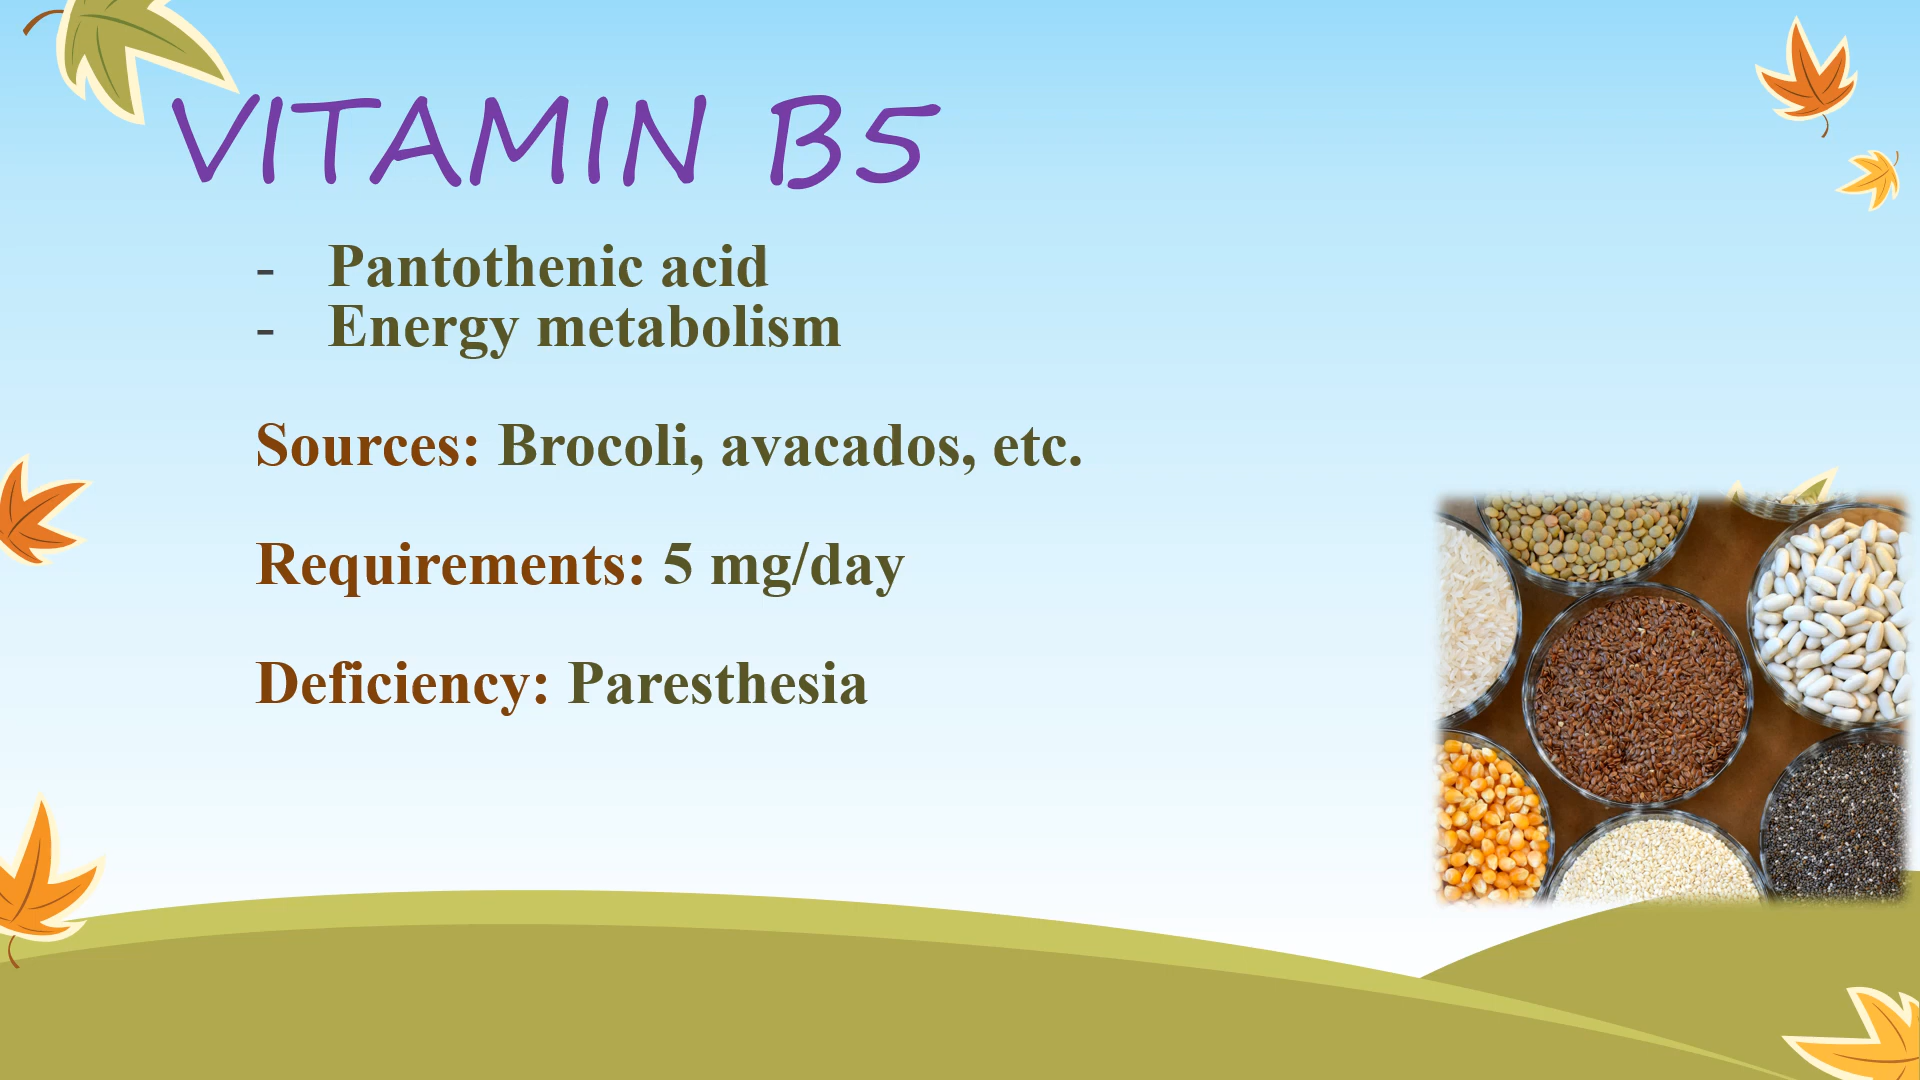 VITAMIN B5
- Pantothenic acid
- Energy metabolism
Sources: Brocoli, avacados, etc.
Requirements: 5 mg/day
Deficiency: Paresthesia